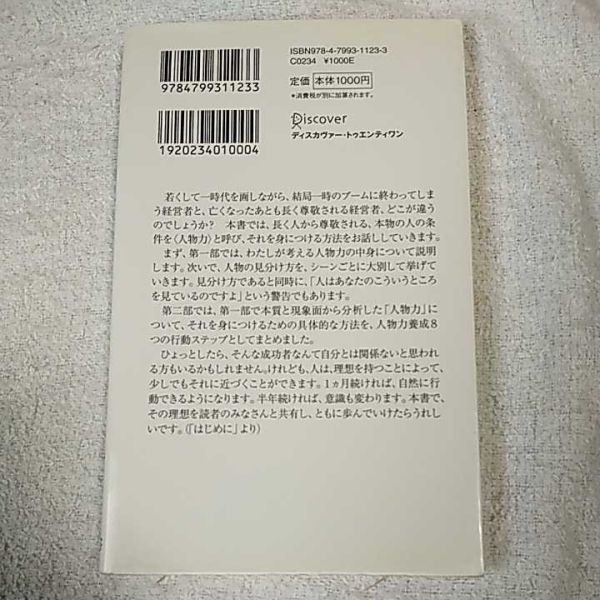 ISBN978-4-7993-1123-3
C0234 ¥1000E
定価 本体1000円
*消費税が別に加算されます。
9784799311233
Discover
ディスカヴァー・トゥエンティワン
1920234010004
若くして一時代を画しながら、結局一時のブームに終わってしま
う経営者と、亡くなったあとも長く尊敬される経営者、どこが違う
のでしょうか? 本書では、長く人から尊敬される、本物の人の条
件を〈人物力〉と呼び、それを身につける方法をお話ししていきます。
まず、第一部では、わたしが考える人物力の中身について説明
します。次いで、人物の見分け方を、シーンごとに大別して挙げて
いきます。見分け方であると同時に、「人はあなたのこういうところ
を見ているのですよ」という警告でもあります。
第二部では、第一部で本質と現象面から分析した「人物力」に
ついて、それを身につけるための具体的な方法を、人物力養成8
つの行動ステップとしてまとめました。
ひょっとしたら、そんな成功者なんて自分とは関係ないと思われ
る方もいるかもしれません。けれども、人は、理想を持つことによって、
少しでもそれに近づくことができます。1ヵ月続ければ、自然に行
動できるようになります。半年続ければ、意識も変わります。本書で、
その理想を読者のみなさんと共有し、ともに歩んでいけたらうれし
いです。(「はじめに」より)